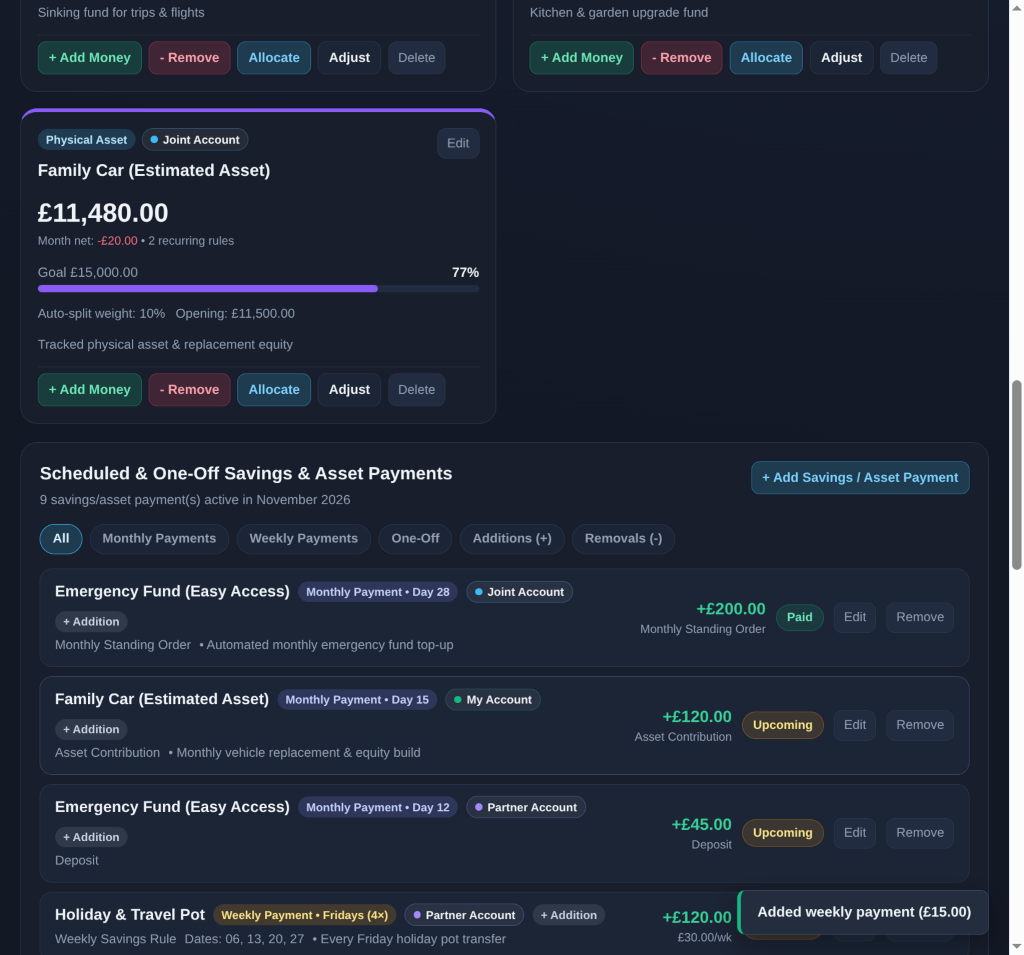 Sinking fund for trips & flights
Kitchen & garden upgrade fund
+ Add Money - Remove Allocate Adjust Delete
+ Add Money - Remove Allocate Adjust Delete
Physical Asset Joint Account
Edit
Family Car (Estimated Asset)
£11,480.00
Month net: -£20.00 • 2 recurring rules
Goal £15,000.00 77%
Auto-split weight: 10% Opening: £11,500.00
Tracked physical asset & replacement equity
+ Add Money - Remove Allocate Adjust Delete
Scheduled & One-Off Savings & Asset Payments
+ Add Savings / Asset Payment
9 savings/asset payment(s) active in November 2026
All Monthly Payments Weekly Payments One-Off Additions (+) Removals (-)
Emergency Fund (Easy Access) Monthly Payment • Day 28 Joint Account
+ Addition
Monthly Standing Order • Automated monthly emergency fund top-up
+£200.00
Monthly Standing Order
Paid Edit Remove
Family Car (Estimated Asset) Monthly Payment • Day 15 My Account
+ Addition
Asset Contribution • Monthly vehicle replacement & equity build
+£120.00
Asset Contribution
Upcoming Edit Remove
Emergency Fund (Easy Access) Monthly Payment • Day 12 Partner Account
+ Addition
Deposit
+£45.00
Deposit
Upcoming Edit Remove
Holiday & Travel Pot Weekly Payment • Fridays (4×) Partner Account + Addition
Weekly Savings Rule Dates: 06, 13, 20, 27 • Every Friday holiday pot transfer
+£120.00
£30.00/wk
Added weekly payment (£15.00)